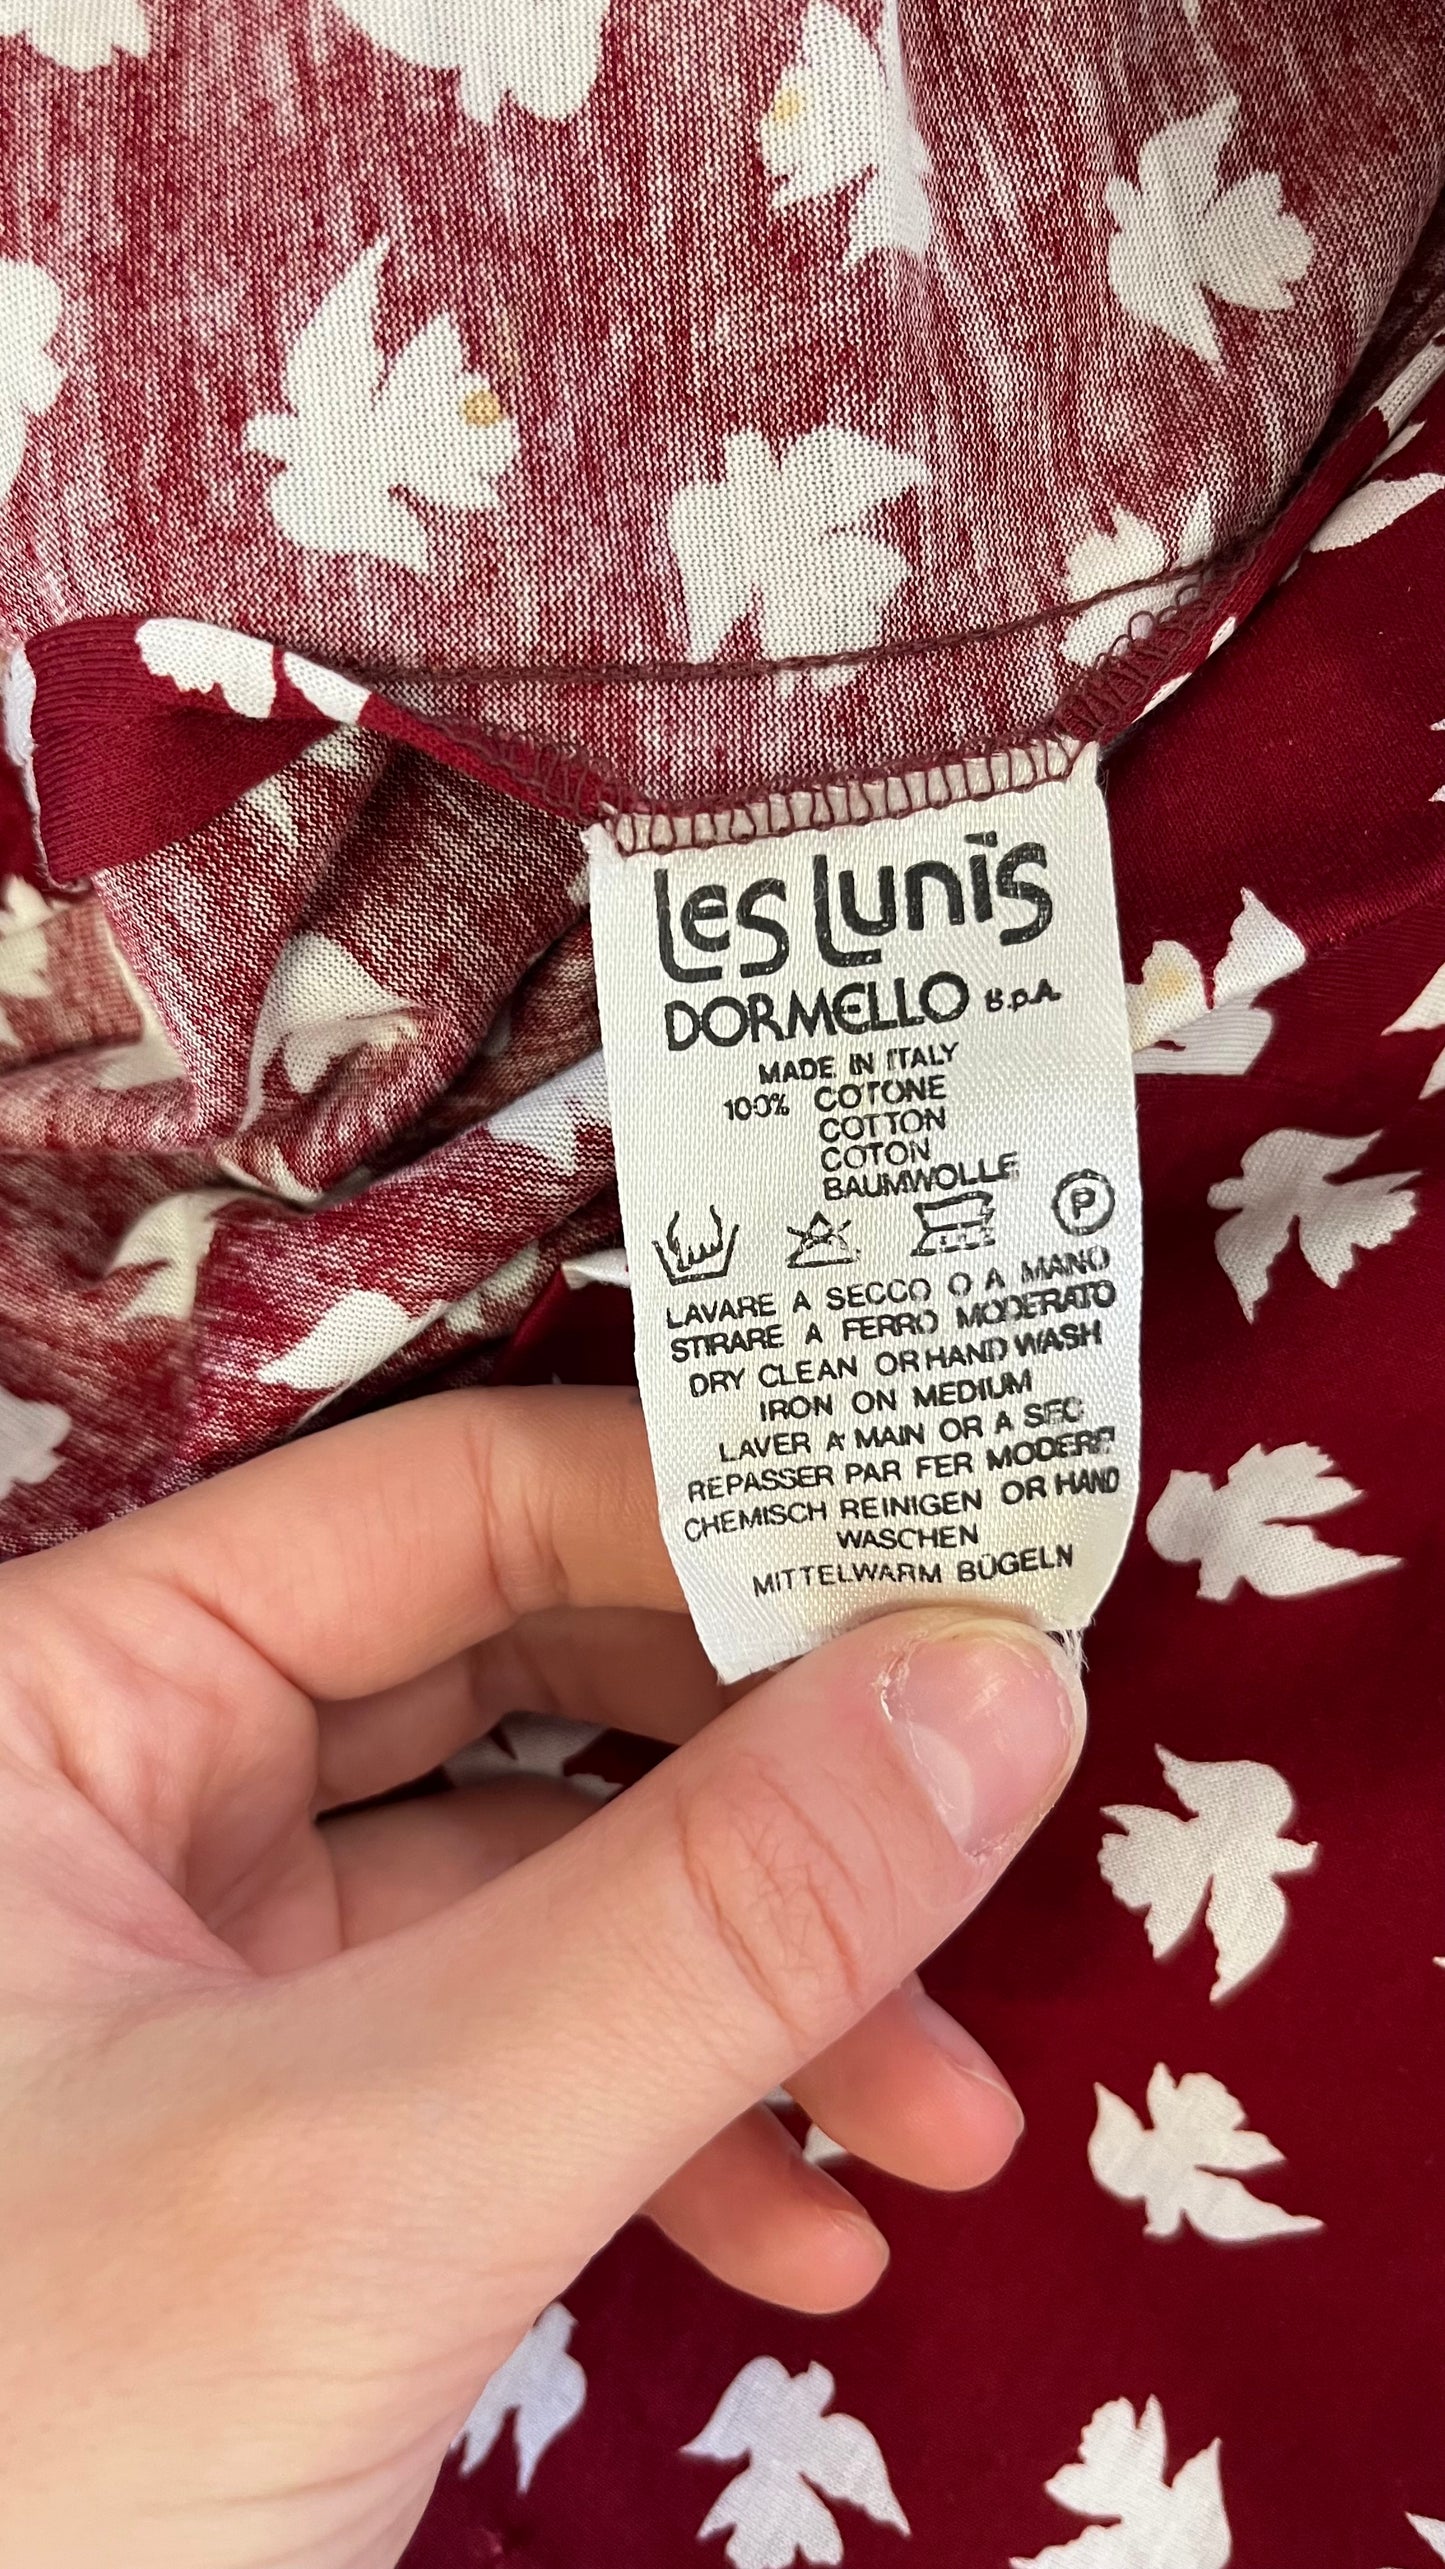 Les Lunïs
DORMELLO S.p.A.
MADE IN ITALY
100% COTONE
COTTON
COTON
BAUMWOLLE
P
LAVARE A SECCO O A MANO
STIRARE A FERRO MODERATO
DRY CLEAN OR HAND WASH
IRON ON MEDIUM
LAVER A MAIN OR A SEC
REPASSER PAR FER MODERE
CHEMISCH REINIGEN OR HAND
WASCHEN
MITTELWARM BÜGELN